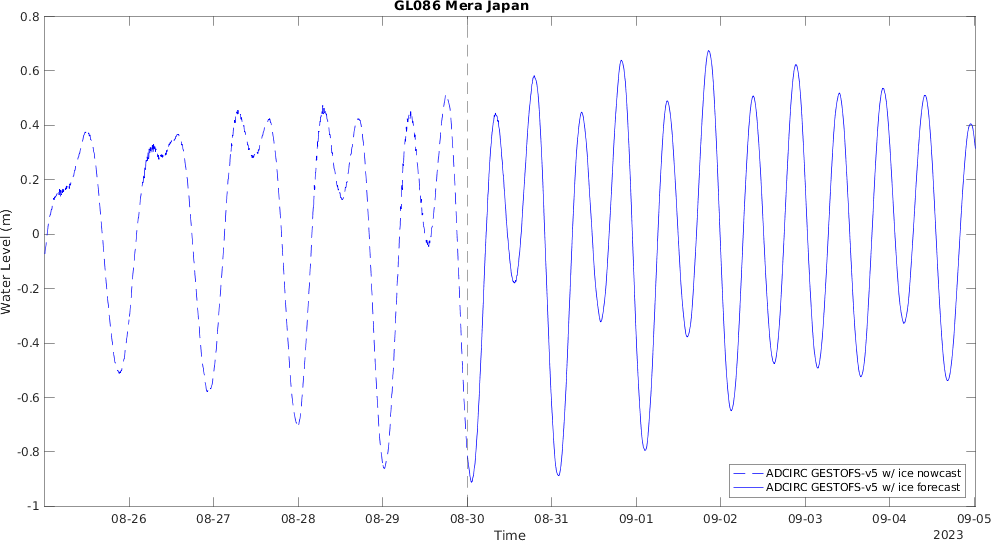 GL086 Mera Japan
0.8
0.6
0.4
0.2
0
-0.2
-0.4
-0.6
-0.8
-1
Water Level (m)
ADCIRC GESTOFS-v5 w/ ice nowcast
ADCIRC GESTOFS-v5 w/ ice forecast
08-26 08-27 08-28 08-29 08-30 08-31 09-01 09-02 09-03 09-04 09-05
Time
2023